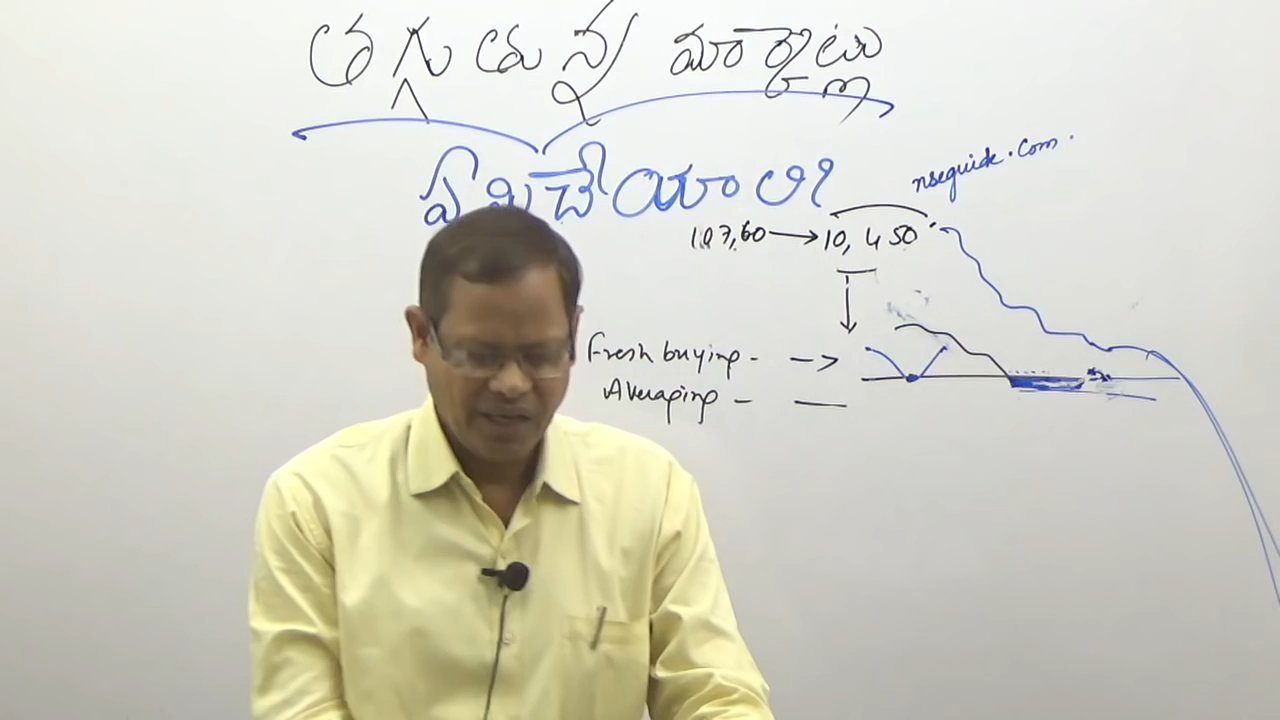 తగ్గుతున్న మార్కెట్లు
ఏమిచేయాలి?
nseguide.com.
107,60 → 10,450
Fresh buying - →
Averaging - —